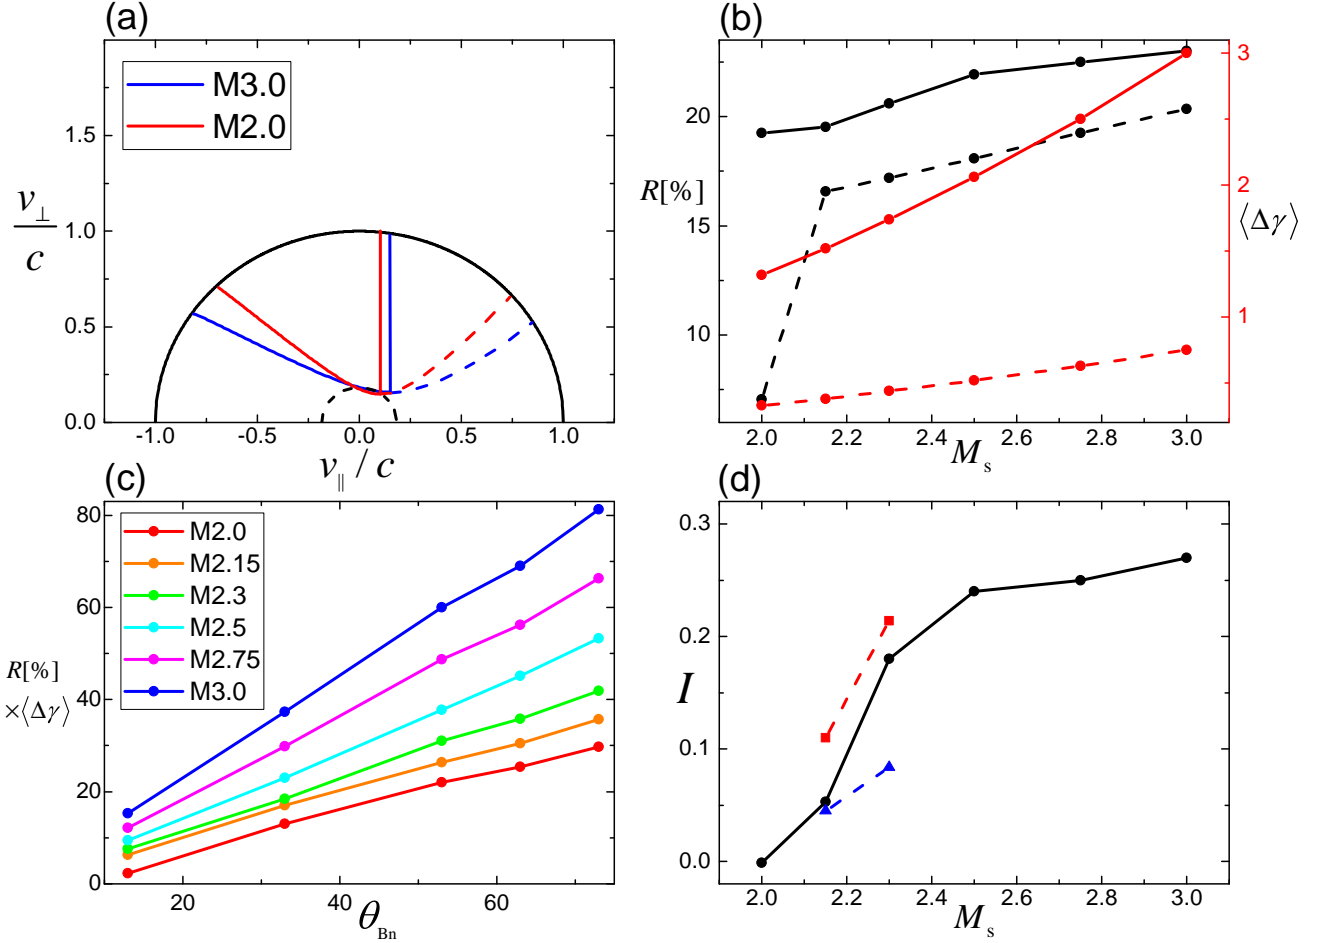 (a)
M3.0
M2.0
v⊥
c
1.5
1.0
0.5
0.0
-1.0
-0.5
0.0
0.5
1.0
v∥ / c
(b)
20
15
10
R[%]
3
2
1
⟨Δγ⟩
2.0
2.2
2.4
2.6
2.8
3.0
Ms
(c)
M2.0
M2.15
M2.3
M2.5
M2.75
M3.0
80
60
40
20
0
R[%]
×⟨Δγ⟩
20
40
60
θBn
(d)
0.3
0.2
0.1
0.0
I
2.0
2.2
2.4
2.6
2.8
3.0
Ms